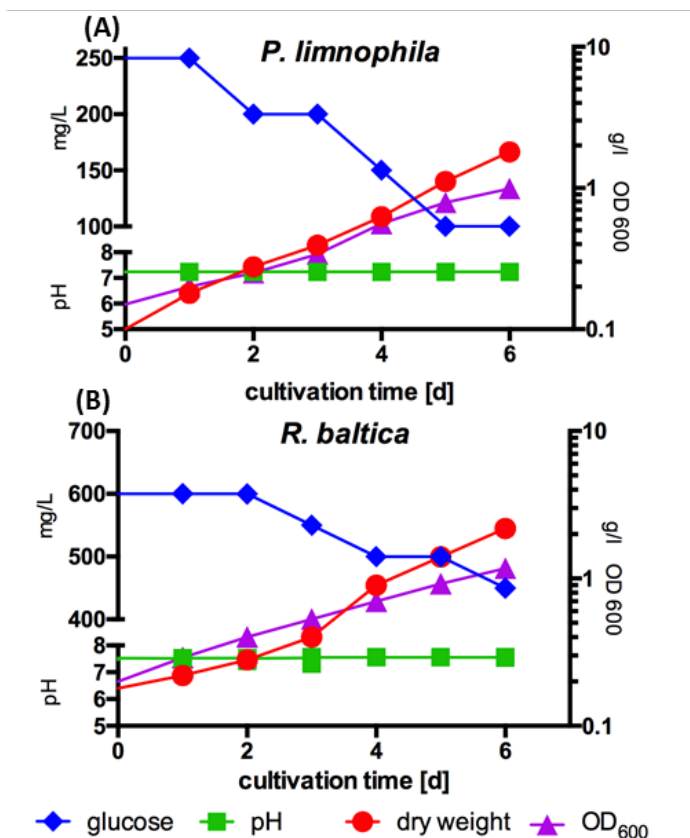 (A)
P. limnophila
250
200
150
100
mg/L
8
7
6
5
pH
10
1
0.1
g/l OD 600
0 2 4 6
cultivation time [d]
(B)
R. baltica
700
600
500
400
mg/L
8
7
6
5
pH
10
1
0.1
g/l OD 600
0 2 4 6
cultivation time [d]
glucose pH dry weight OD600